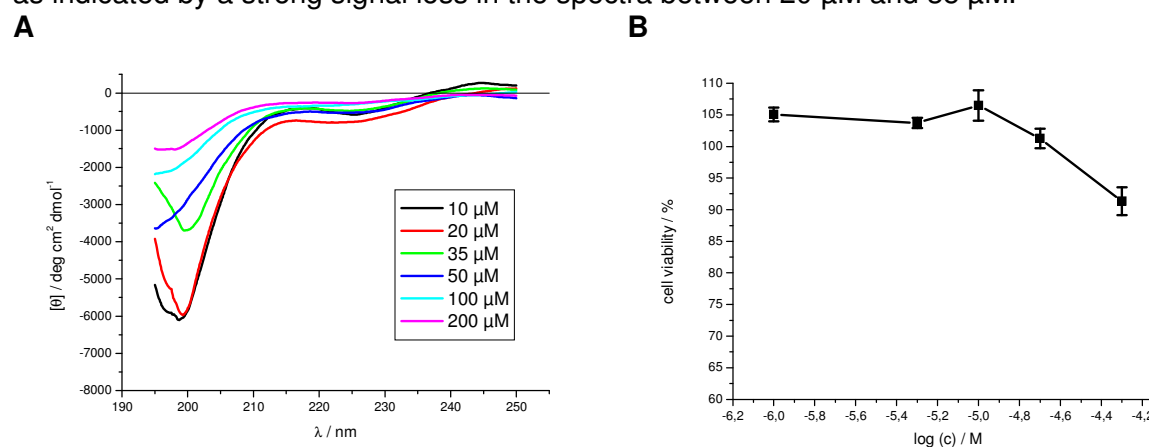 as indicated by a strong signal loss in the spectra between 20 µM and 35 µM.
A
B
0
-1000
-2000
-3000
-4000
-5000
-6000
-7000
-8000
190
200
210
220
230
240
250
[θ] / deg cm² dmol⁻¹
λ / nm
10 µM
20 µM
35 µM
50 µM
100 µM
200 µM
110
105
100
95
90
85
80
75
70
65
60
-6,2
-6,0
-5,8
-5,6
-5,4
-5,2
-5,0
-4,8
-4,6
-4,4
-4,2
cell viability / %
log (c) / M